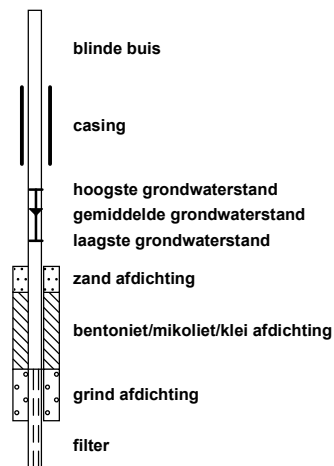 blinde buis
casing
hoogste grondwaterstand
gemiddelde grondwaterstand
laagste grondwaterstand
zand afdichting
bentoniet/mikoliet/klei afdichting
grind afdichting
filter